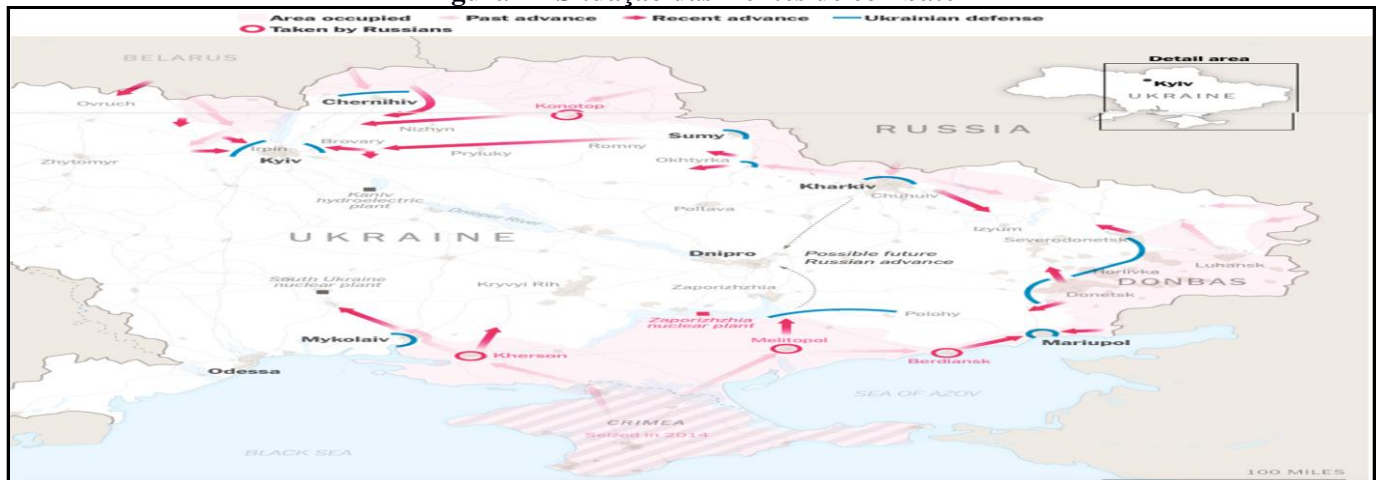 Area occupied Past advance Recent advance Ukrainian defense
Taken by Russians
BELARUS
Detail area
Kyiv
UKRAINE
Ovruch
Chernihiv
Konotop
RUSSIA
Nizhyn
Sumy
Brovary
Irpin
Kyiv
Romny
Pryluky
Okhtyrka
Zhytomyr
Kharkiv
Chuhuiv
Kaniv
hydroelectric
plant
Dnieper River
Poltava
Izyum
UKRAINE
Severodonetsk
Dnipro
Possible future
Russian advance
Luhansk
Horlivka
DONBAS
South Ukraine
nuclear plant
Kryvyi Rih
Zaporizhzhia
Donetsk
Zaporizhzhia
nuclear plant
Polohy
Mykolaiv
Melitopol
Mariupol
Kherson
Berdiansk
Odessa
SEA OF AZOV
CRIMEA
Seized in 2014
BLACK SEA
100 MILES